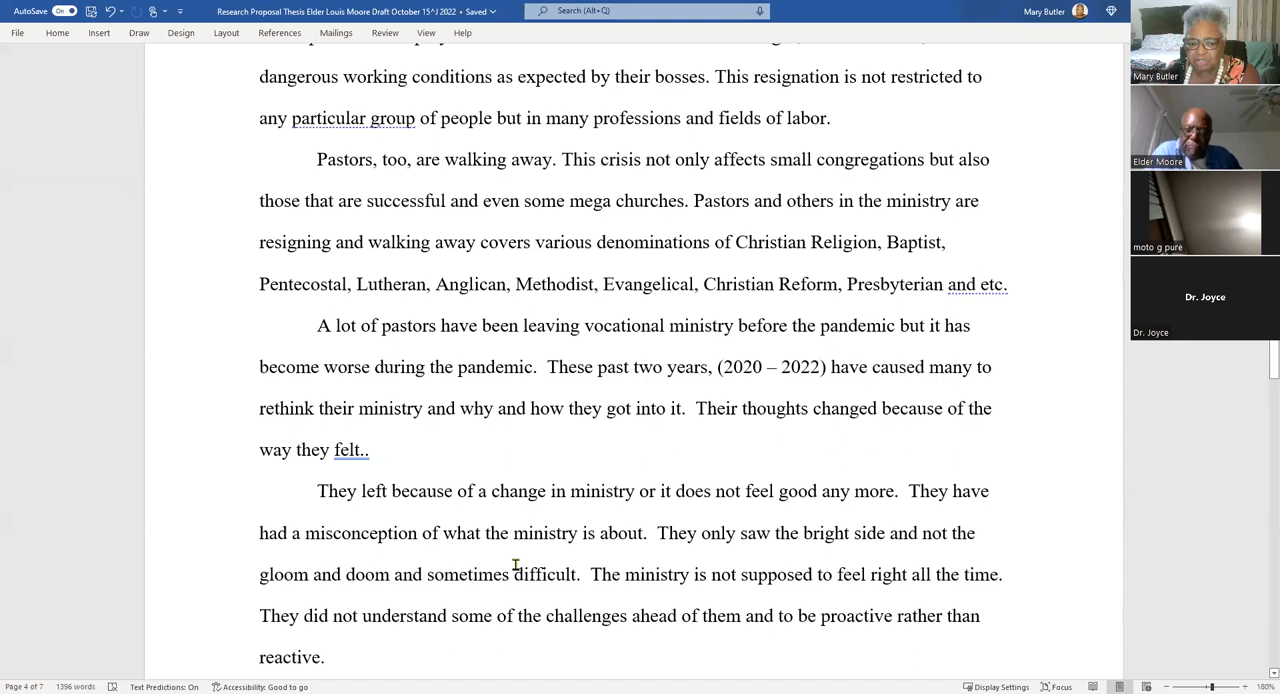 AutoSave On
Research Proposal Thesis Elder Louis Moore Draft October 15^J 2022 • Saved
Search (Alt+Q)
Mary Butler
File Home Insert Draw Design Layout References Mailings Review View Help
dangerous working conditions as expected by their bosses. This resignation is not restricted to
any particular group of people but in many professions and fields of labor.
Pastors, too, are walking away. This crisis not only affects small congregations but also
those that are successful and even some mega churches. Pastors and others in the ministry are
resigning and walking away covers various denominations of Christian Religion, Baptist,
Pentecostal, Lutheran, Anglican, Methodist, Evangelical, Christian Reform, Presbyterian and etc.
A lot of pastors have been leaving vocational ministry before the pandemic but it has
become worse during the pandemic. These past two years, (2020 – 2022) have caused many to
rethink their ministry and why and how they got into it. Their thoughts changed because of the
way they felt..
They left because of a change in ministry or it does not feel good any more. They have
had a misconception of what the ministry is about. They only saw the bright side and not the
gloom and doom and sometimes difficult. The ministry is not supposed to feel right all the time.
They did not understand some of the challenges ahead of them and to be proactive rather than
reactive.
Mary Butler
Elder Moore
moto g pure
Dr. Joyce
Dr. Joyce
Page 4 of 7 1396 words Text Predictions: On Accessibility: Good to go
Display Settings Focus 180%